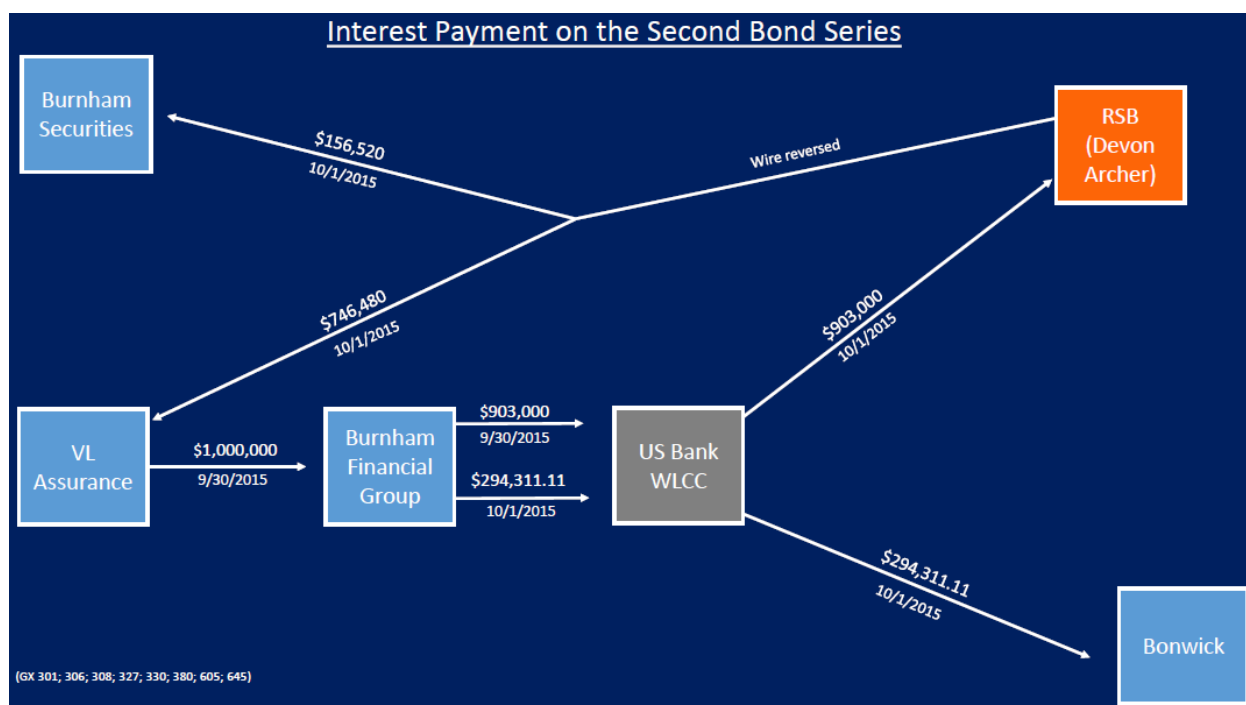 Interest Payment on the Second Bond Series
Burnham
Securities
RSB
(Devon
Archer)
$156,520
10/1/2015
Wire reversed
$746,480
10/1/2015
$903,000
10/1/2015
VL
Assurance
$1,000,000
9/30/2015
Burnham
Financial
Group
$903,000
9/30/2015
$294,311.11
10/1/2015
US Bank
WLCC
$294,311.11
10/1/2015
Bonwick
(GX 301; 306; 308; 327; 330; 380; 605; 645)